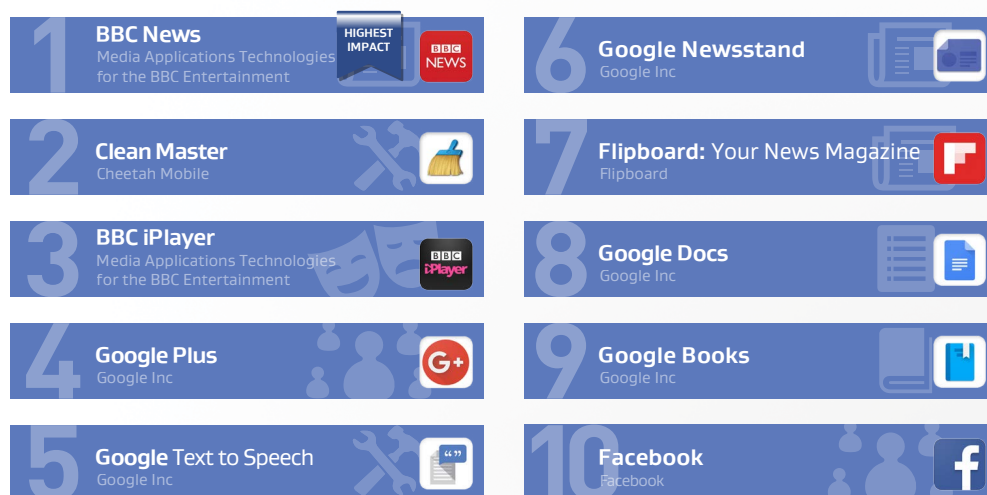 1
BBC News
Media Applications Technologies
for the BBC Entertainment
HIGHEST
IMPACT
BBC
NEWS
2
Clean Master
Cheetah Mobile
3
BBC iPlayer
Media Applications Technologies
for the BBC Entertainment
BBC
iPlayer
4
Google Plus
Google Inc
G+
5
Google Text to Speech
Google Inc
“ ”
6
Google Newsstand
Google Inc
7
Flipboard: Your News Magazine
Flipboard
8
Google Docs
Google Inc
9
Google Books
Google Inc
10
Facebook
Facebook
f